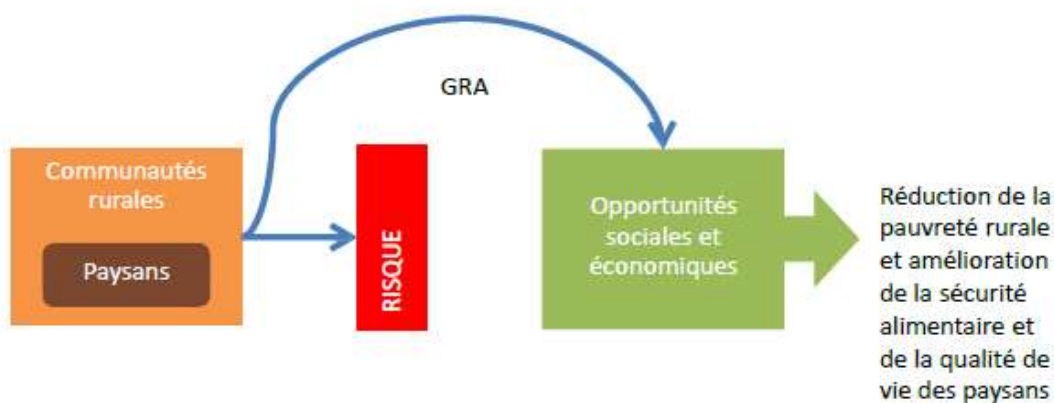 GRA
Communautés
rurales
Paysans
RISQUE
Opportunités
sociales et
économiques
Réduction de la
pauvreté rurale
et amélioration
de la sécurité
alimentaire et
de la qualité de
vie des paysans